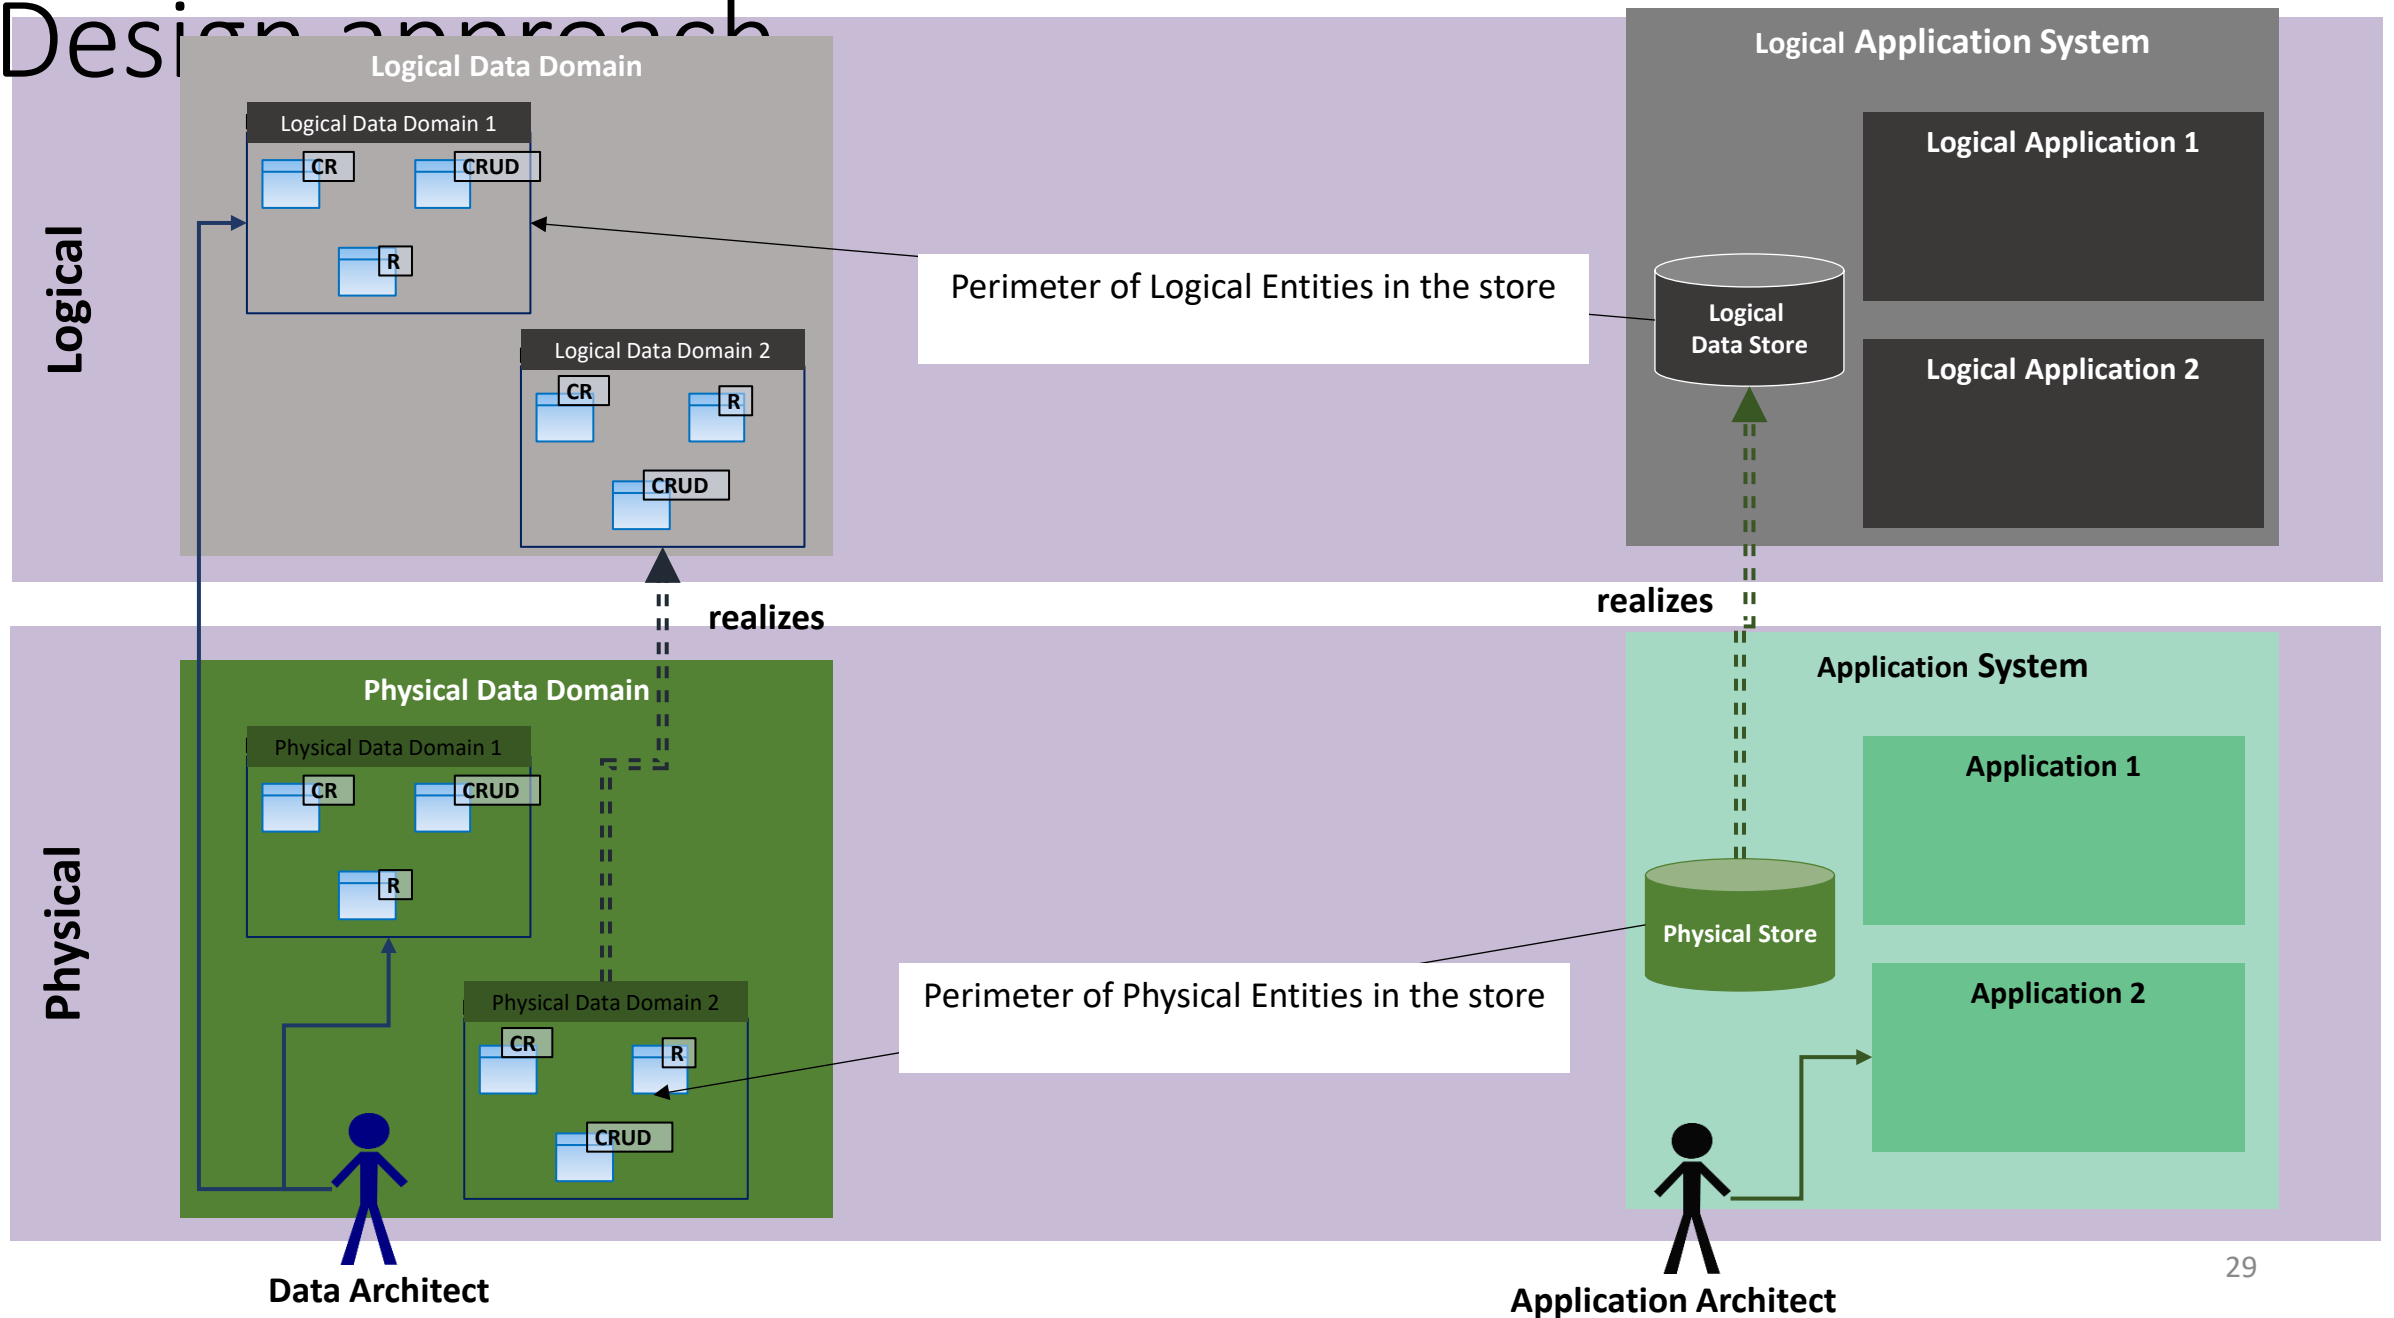 Design approach
Logical
Logical Data Domain
Logical Data Domain 1
CR
CRUD
R
Logical Data Domain 2
CR
R
CRUD
Perimeter of Logical Entities in the store
Logical Application System
Logical Application 1
Logical
Data Store
Logical Application 2
realizes
realizes
Physical
Physical Data Domain
Physical Data Domain 1
CR
CRUD
R
Physical Data Domain 2
CR
R
CRUD
Perimeter of Physical Entities in the store
Application System
Application 1
Physical Store
Application 2
Data Architect
Application Architect
29